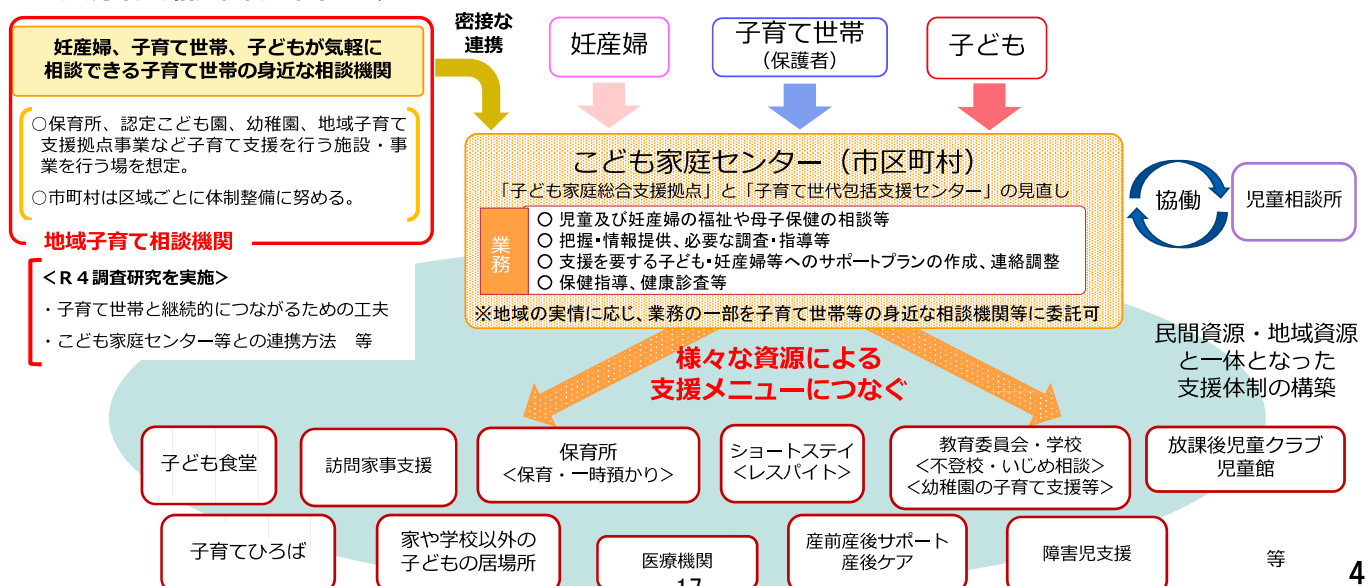 妊産婦、子育て世帯、子どもが気軽に
相談できる子育て世帯の身近な相談機関
○保育所、認定こども園、幼稚園、地域子育て
支援拠点事業など子育て支援を行う施設・事
業を行う場を想定。
○市町村は区域ごとに体制整備に努める。
地域子育て相談機関
<R4調査研究を実施>
・子育て世帯と継続的につながるための工夫
・こども家庭センター等との連携方法　等
密接な
連携
妊産婦
子育て世帯
(保護者)
子ども
こども家庭センター（市区町村）
「子ども家庭総合支援拠点」と「子育て世代包括支援センター」の見直し
業務
○ 児童及び妊産婦の福祉や母子保健の相談等
○ 把握・情報提供、必要な調査・指導等
○ 支援を要する子ども・妊産婦等へのサポートプランの作成、連絡調整
○ 保健指導、健康診査等
※地域の実情に応じ、業務の一部を子育て世帯等の身近な相談機関等に委託可
協働
児童相談所
様々な資源による
支援メニューにつなぐ
民間資源・地域資源
と一体となった
支援体制の構築
子ども食堂
訪問家事支援
保育所
<保育・一時預かり>
ショートステイ
<レスパイト>
教育委員会・学校
<不登校・いじめ相談>
<幼稚園の子育て支援等>
放課後児童クラブ
児童館
子育てひろば
家や学校以外の
子どもの居場所
医療機関
産前産後サポート
産後ケア
障害児支援
等
17
4